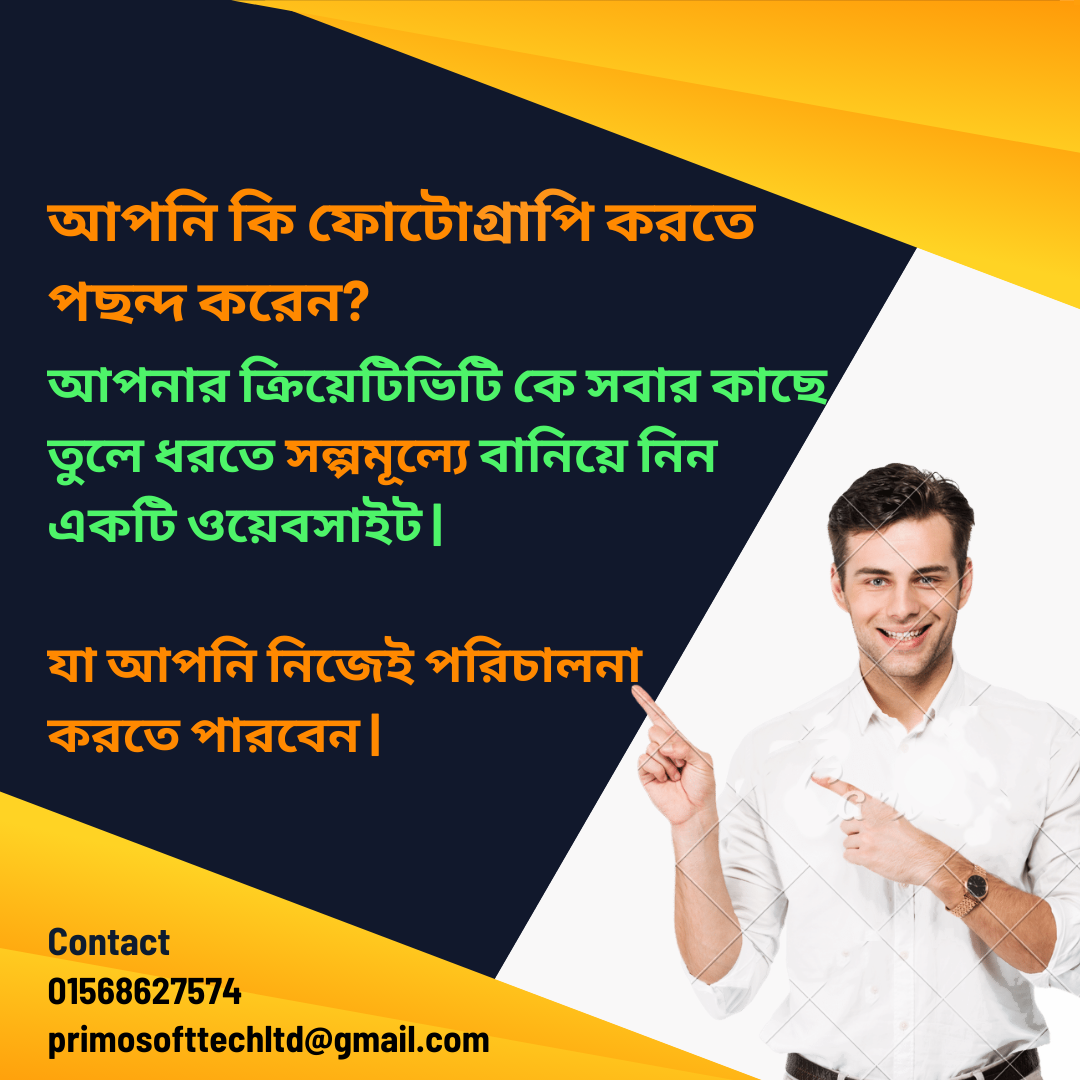 আপনি কি ফোটোগ্রাপি করতে
পছন্দ করেন?
আপনার ক্রিয়েটিভিটি কে সবার কাছে
তুলে ধরতে সল্পমূল্যে বানিয়ে নিন
একটি ওয়েবসাইট|
যা আপনি নিজেই পরিচালনা
করতে পারবেন|
Contact
01568627574
primosofttechltd@gmail.com